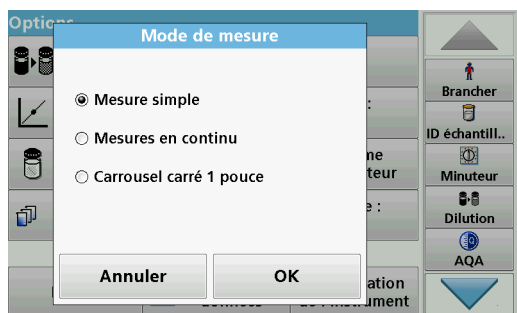 Options
Mode de mesure
Mesure simple
Mesures en continu
Carrousel carré 1 pouce
Annuler
OK
Brancher
ID échantill..
Minuteur
Dilution
AQA